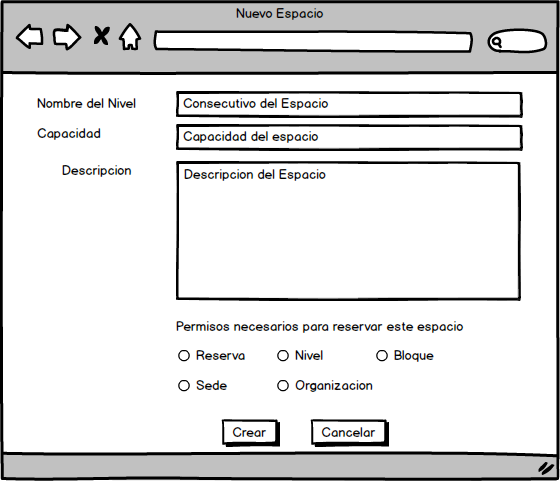 Nuevo Espacio
Nombre del Nivel Consecutivo del Espacio
Capacidad Capacidad del espacio
Descripcion Descripcion del Espacio
Permisos necesarios para reservar este espacio
Reserva Nivel Bloque
Sede Organizacion
Crear Cancelar